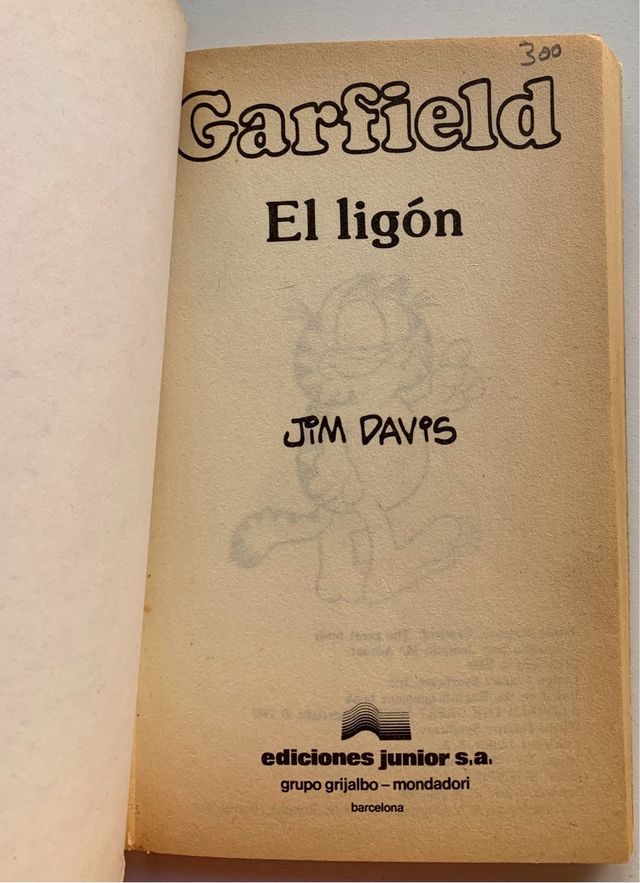 300
Garfield
El ligón
JIM DAVIS
ediciones junior s.a.
grupo grijalbo – mondadori
barcelona